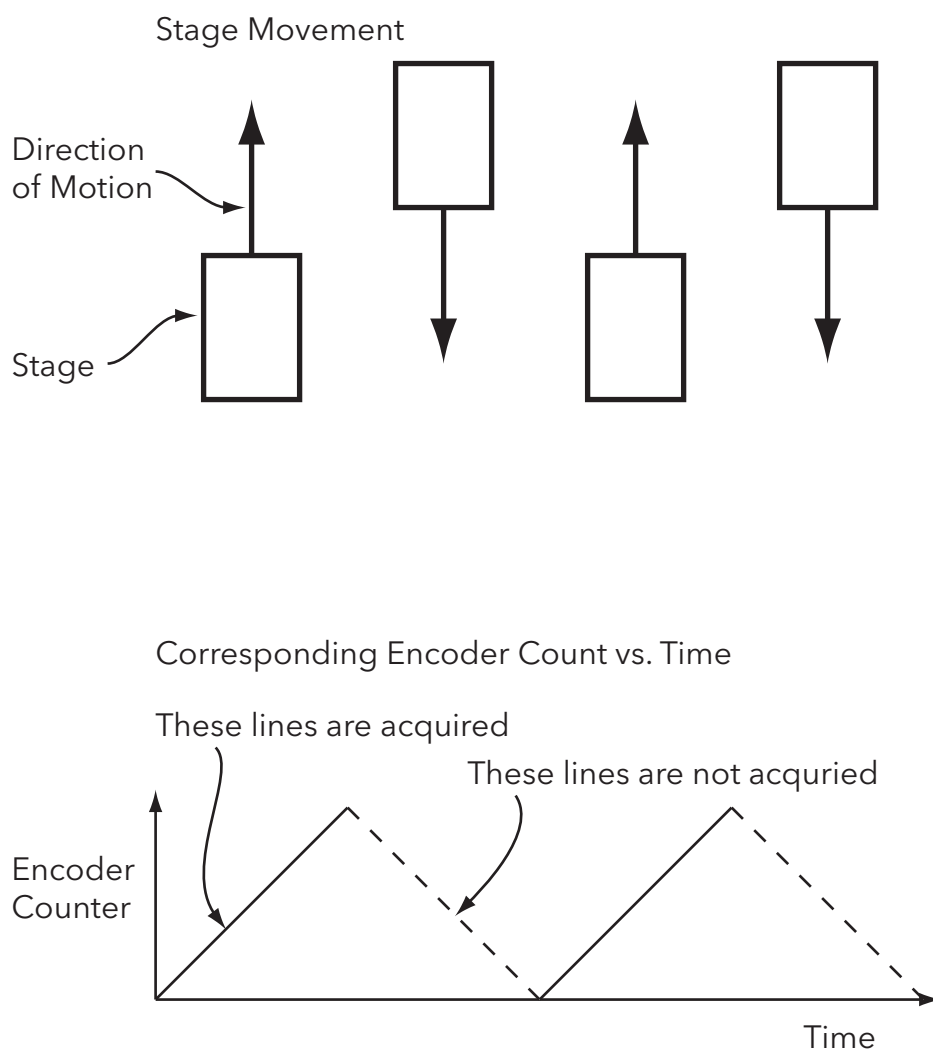 Stage Movement
Direction
of Motion
Stage
Corresponding Encoder Count vs. Time
These lines are acquired
These lines are not acquried
Encoder
Counter
Time